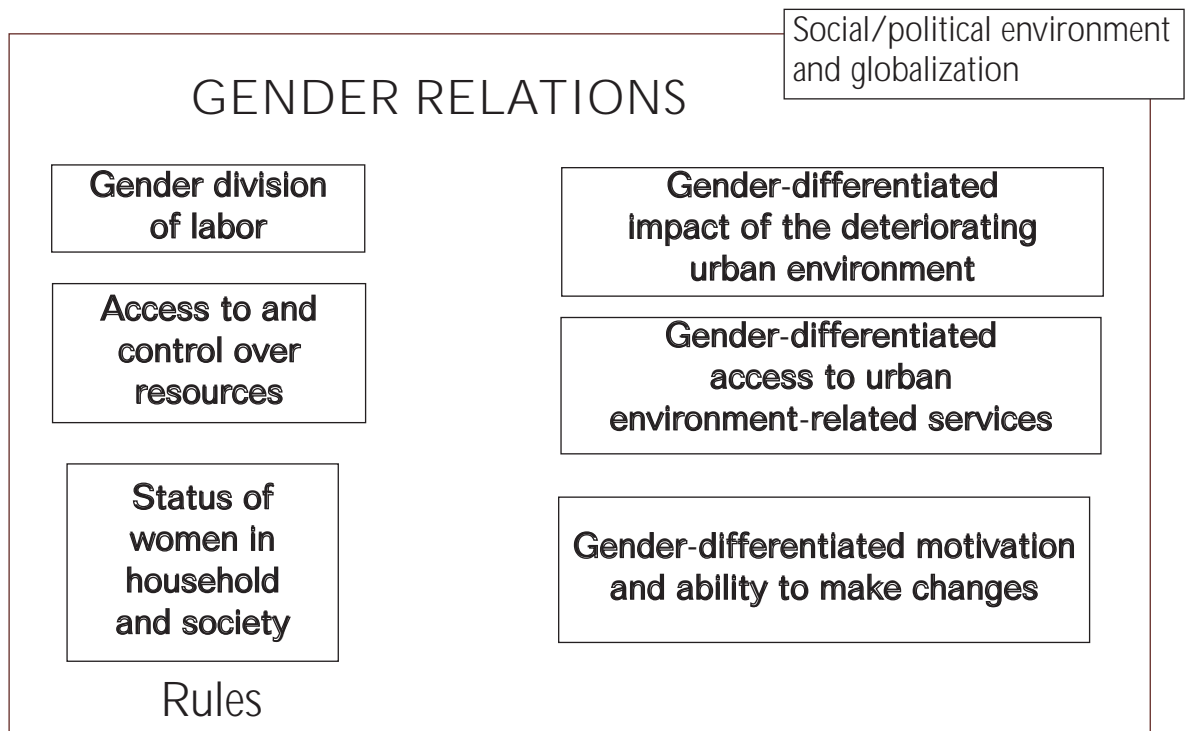 Social/political environment
and globalization
GENDER RELATIONS
Gender division
of labor
Access to and
control over
resources
Status of
women in
household
and society
Rules
Gender-differentiated
impact of the deteriorating
urban environment
Gender-differentiated
access to urban
environment-related services
Gender-differentiated motivation
and ability to make changes